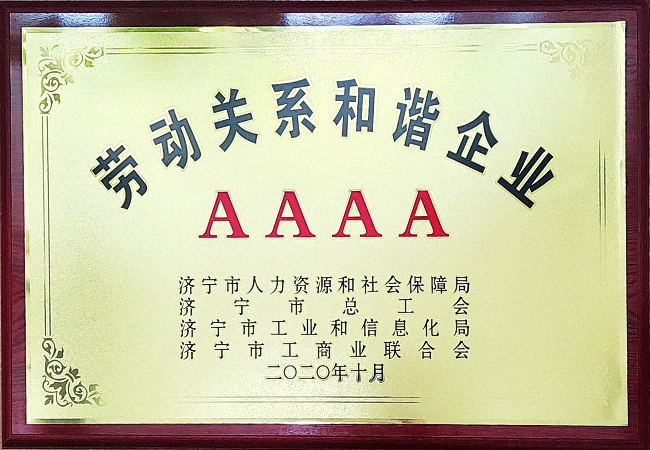 劳动关系和谐企业
AAAA
济宁市人力资源和社会保障局
济宁市总工会
济宁市工业和信息化局
济宁市工商业联合会
二〇二〇年十月